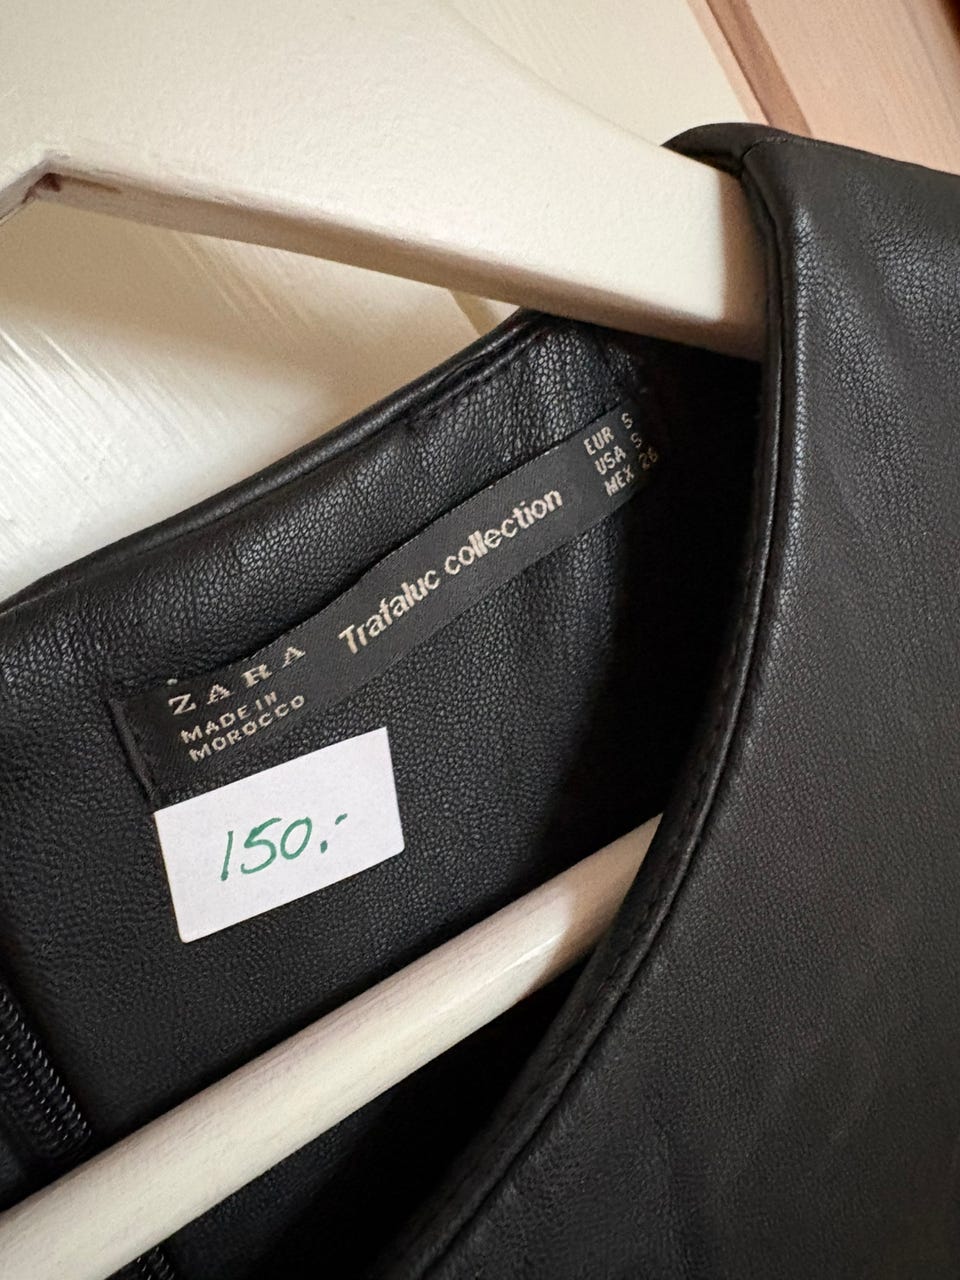 ZARA
MADE IN
MOROCCO
Trafaluc collection
EUR S
USA S
MEX 26
150.-